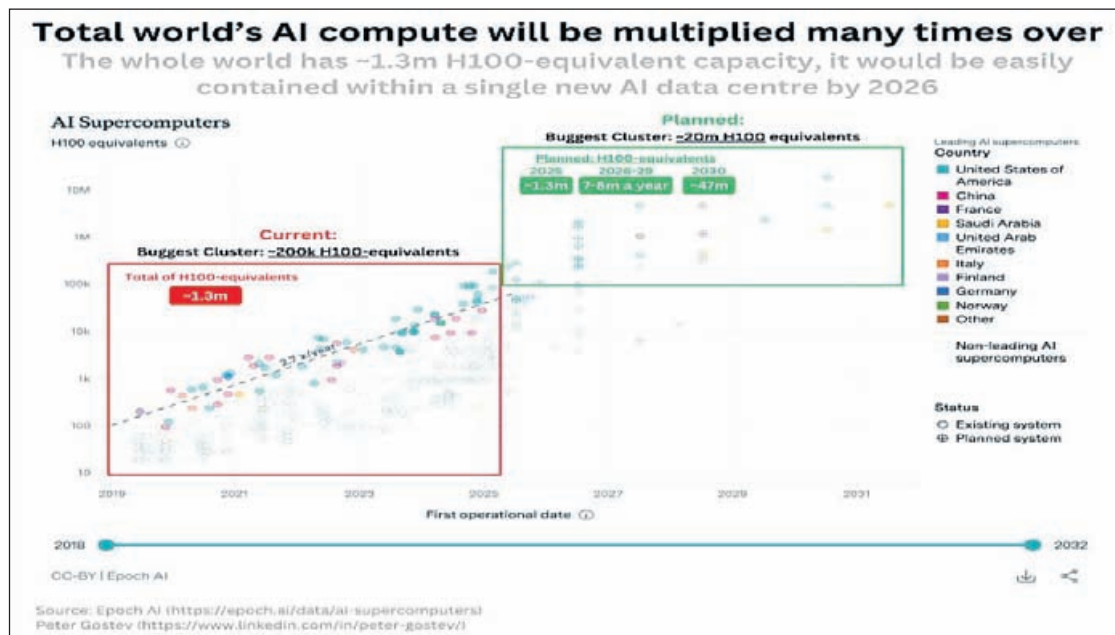 Total world's AI compute will be multiplied many times over
The whole world has ~1.3m H100-equivalent capacity, it would be easily
contained within a single new AI data centre by 2026
AI Supercomputers
H100 equivalents
Planned:
Buggest Cluster: ~20m H100 equivalents
Planned: H100-equivalents
2025 2026-29 2030
~1.3m 7-8m a year ~47m
Current:
Buggest Cluster: ~200k H100-equivalents
Total of H100-equivalents
~1.3m
2.7 x/year
10M
1M
100k
10k
1k
100
10
2019 2021 2023 2025 2027 2029 2031
First operational date
Leading AI supercomputers
Country
United States of
America
China
France
Saudi Arabia
United Arab
Emirates
Italy
Finland
Germany
Norway
Other
Non-leading AI
supercomputers
Status
Existing system
Planned system
2018 2032
CC-BY | Epoch AI
Source: Epoch AI (https://epoch.ai/data/ai-supercomputers)
Peter Gostev (https://www.linkedin.com/in/peter-gostev/)